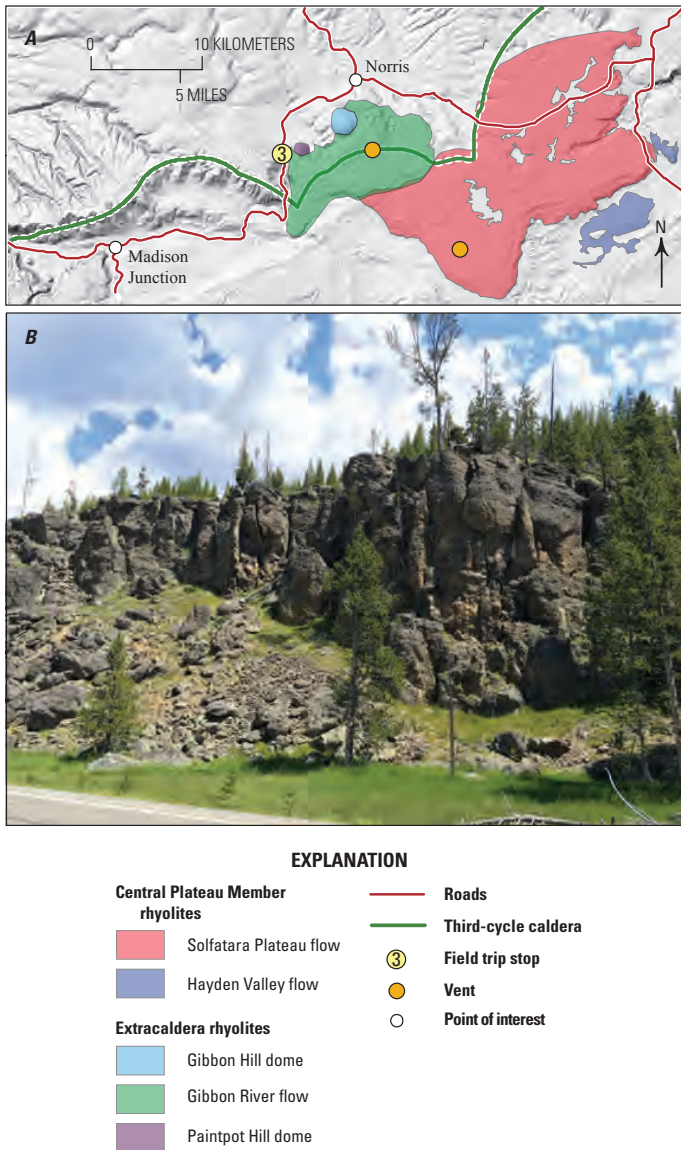 A
0 10 KILOMETERS
5 MILES
Norris
3
Madison
Junction
N
B
EXPLANATION
Central Plateau Member
rhyolites
Solfatara Plateau flow
Hayden Valley flow
Extracaldera rhyolites
Gibbon Hill dome
Gibbon River flow
Paintpot Hill dome
Roads
Third-cycle caldera
3 Field trip stop
Vent
Point of interest